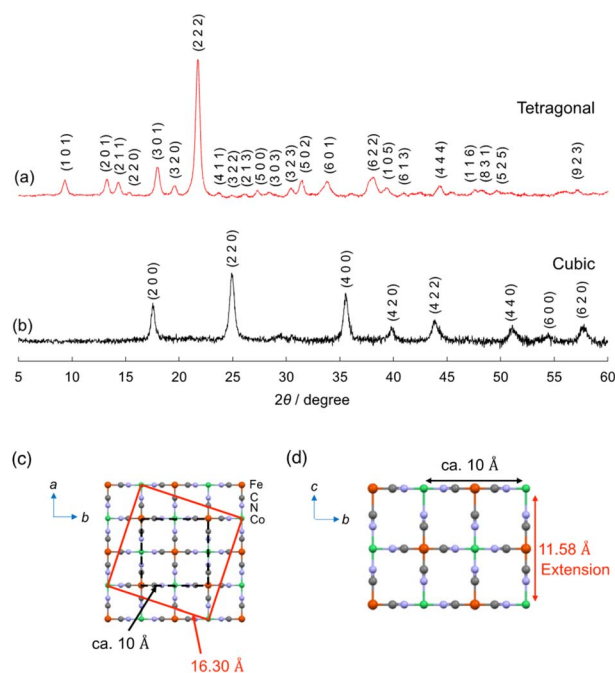 (2 2 2)
Tetragonal
(1 0 1)
(2 0 1)
(2 1 1)
(2 2 0)
(3 0 1)
(3 2 0)
(4 1 1)
(3 2 2)
(2 1 3)
(5 0 0)
(3 0 3)
(3 2 3)
(5 0 2)
(6 0 1)
(6 2 2)
(1 0 5)
(6 1 3)
(4 4 4)
(1 1 6)
(8 3 1)
(5 2 5)
(9 2 3)
(a)
Cubic
(2 0 0)
(2 2 0)
(4 0 0)
(4 2 0)
(4 2 2)
(4 4 0)
(6 0 0)
(6 2 0)
(b)
5 10 15 20 25 30 35 40 45 50 55 60
2θ / degree
(c)
a
b
Fe
C
N
Co
ca. 10 Å
16.30 Å
(d)
c
b
ca. 10 Å
11.58 Å
Extension